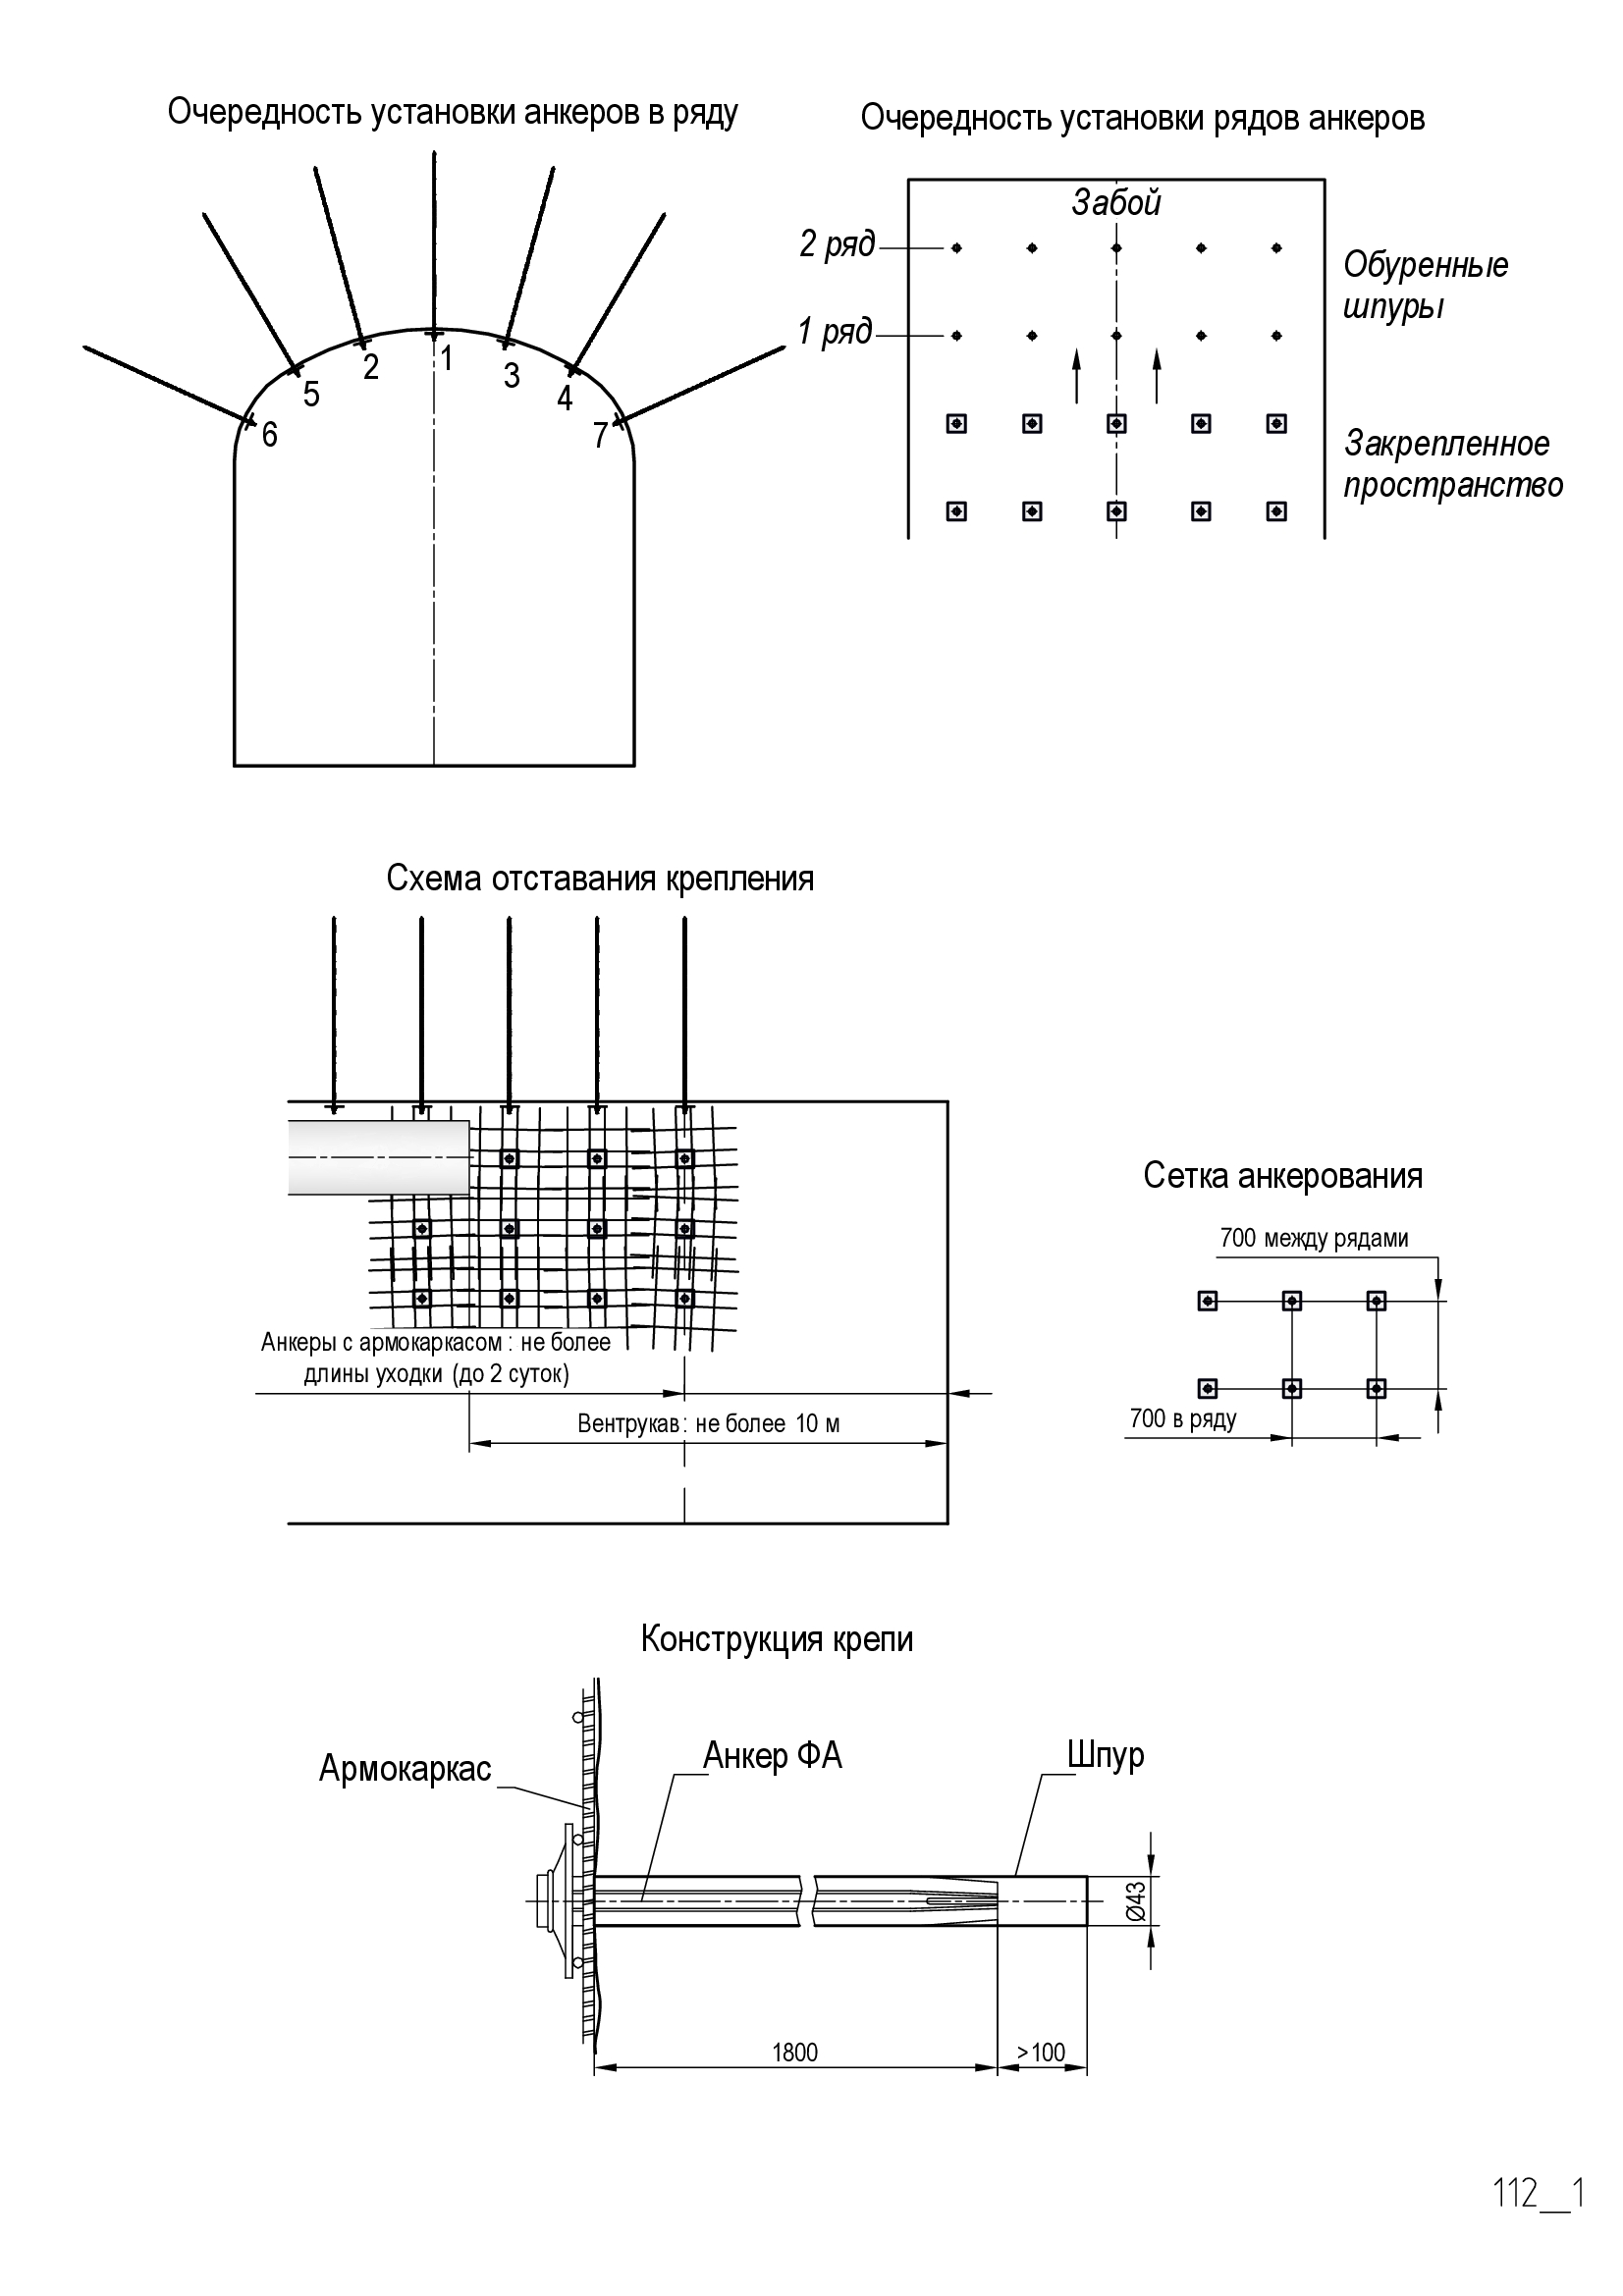 Очередность установки анкеров в ряду
1
2
3
5
4
6
7
Очередность установки рядов анкеров
Забой
2 ряд
1 ряд
Обуренные
шпуры
Закрепленное
пространство
Схема отставания крепления
Анкеры с армокаркасом : не более
длины уходки (до 2 суток)
Вентрукав : не более 10 м
Сетка анкерования
700 между рядами
700 в ряду
Конструкция крепи
Армокаркас
Анкер ФА
Шпур
Ø43
1800
>100
112__1